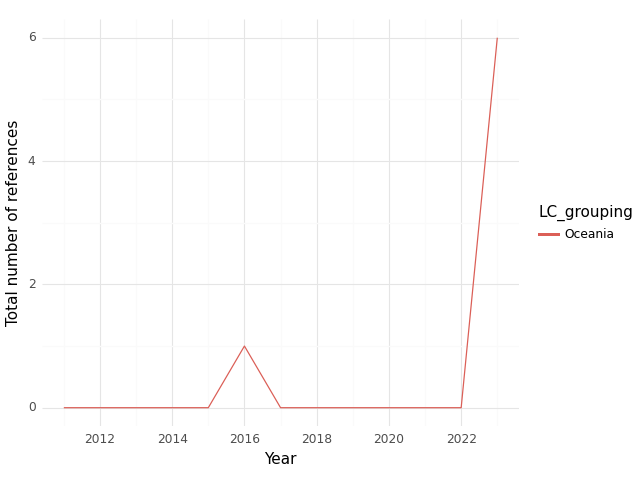 6
4
2
0
Total number of references
2012 2014 2016 2018 2020 2022
Year
LC_grouping
Oceania